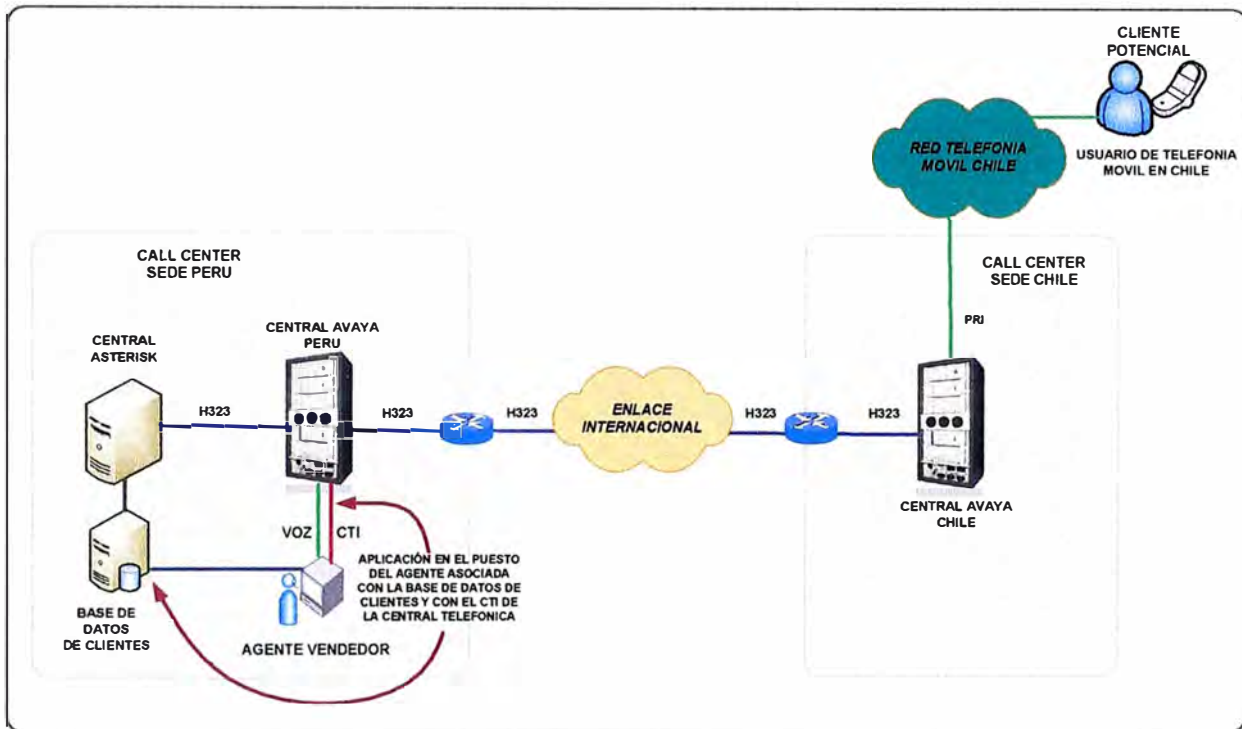 CLIENTE
POTENCIAL
RED TELEFONIA
MOVIL CHILE
USUARIO DE TELEFONIA
MOVIL EN CHILE
CALL CENTER
SEDE PERU
CALL CENTER
SEDE CHILE
PRI
CENTRAL
ASTERISK
CENTRAL AVAYA
PERU
H323
H323
H323
ENLACE
INTERNACIONAL
H323
H323
CENTRAL AVAYA
CHILE
VOZ
CTI
APLICACIÓN EN EL PUESTO
DEL AGENTE ASOCIADA
CON LA BASE DE DATOS DE
CLIENTES Y CON EL CTI DE
LA CENTRAL TELEFONICA
BASE DE
DATOS
DE CLIENTES
AGENTE VENDEDOR